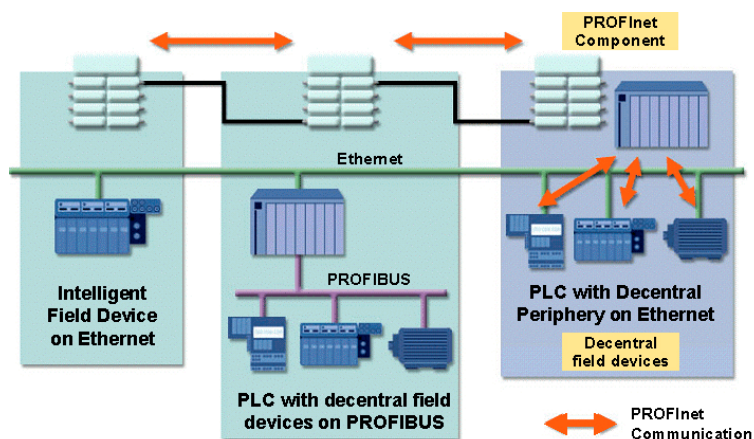 PROFInet
Component
Ethernet
PROFIBUS
Intelligent
Field Device
on Ethernet
PLC with decentral field
devices on PROFIBUS
PLC with Decentral
Periphery on Ethernet
Decentral
field devices
PROFInet
Communication